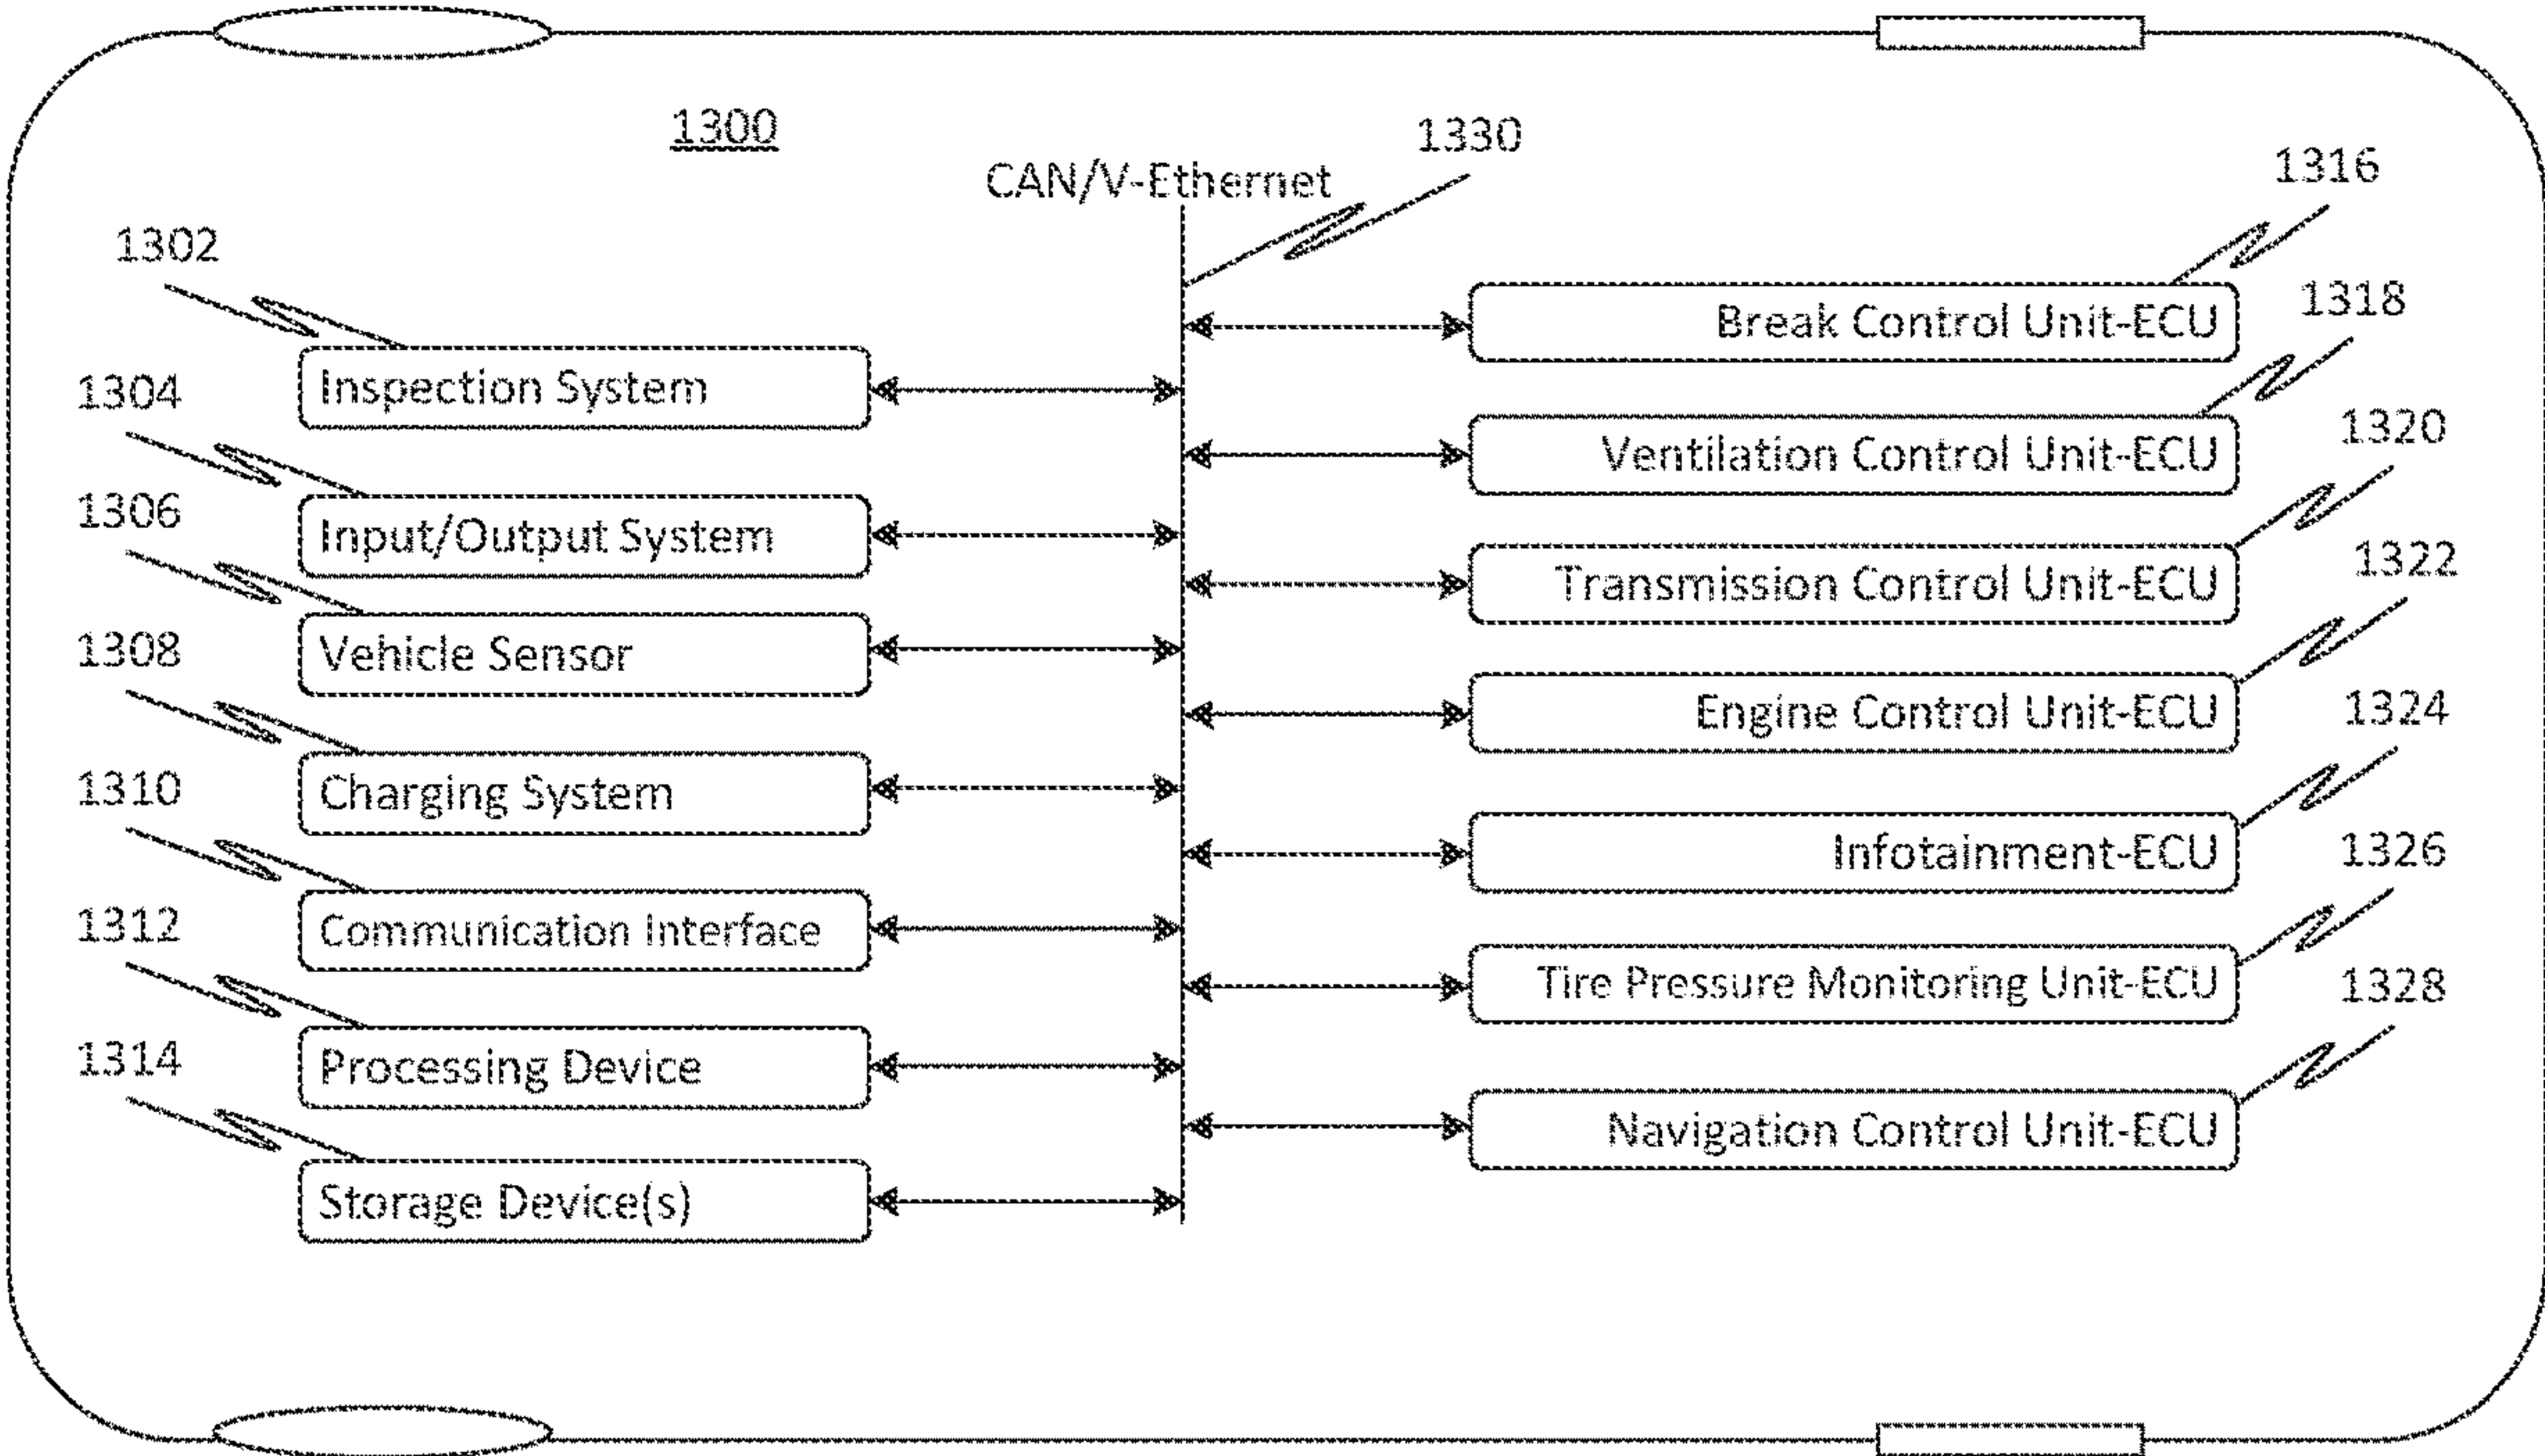 1300
1330
CAN/V-Ethernet
1302
Inspection System
1304
Input/Output System
1306
Vehicle Sensor
1308
Charging System
1310
Communication Interface
1312
Processing Device
1314
Storage Device(s)
1316
Break Control Unit-ECU
1318
Ventilation Control Unit-ECU
1320
Transmission Control Unit-ECU
1322
Engine Control Unit-ECU
1324
Infotainment-ECU
1326
Tire Pressure Monitoring Unit-ECU
1328
Navigation Control Unit-ECU